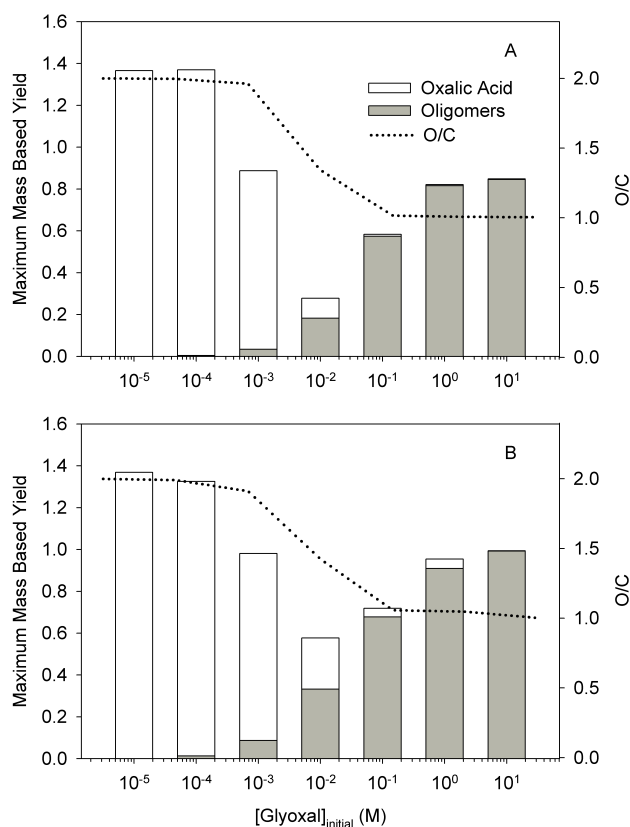 A
Oxalic Acid
Oligomers
O/C
Maximum Mass Based Yield
1.6
1.4
1.2
1.0
0.8
0.6
0.4
0.2
0.0
2.0
1.5
1.0
0.5
0.0
O/C
10-5 10-4 10-3 10-2 10-1 100 101
B
Maximum Mass Based Yield
1.6
1.4
1.2
1.0
0.8
0.6
0.4
0.2
0.0
2.0
1.5
1.0
0.5
0.0
O/C
10-5 10-4 10-3 10-2 10-1 100 101
[Glyoxal]initial (M)